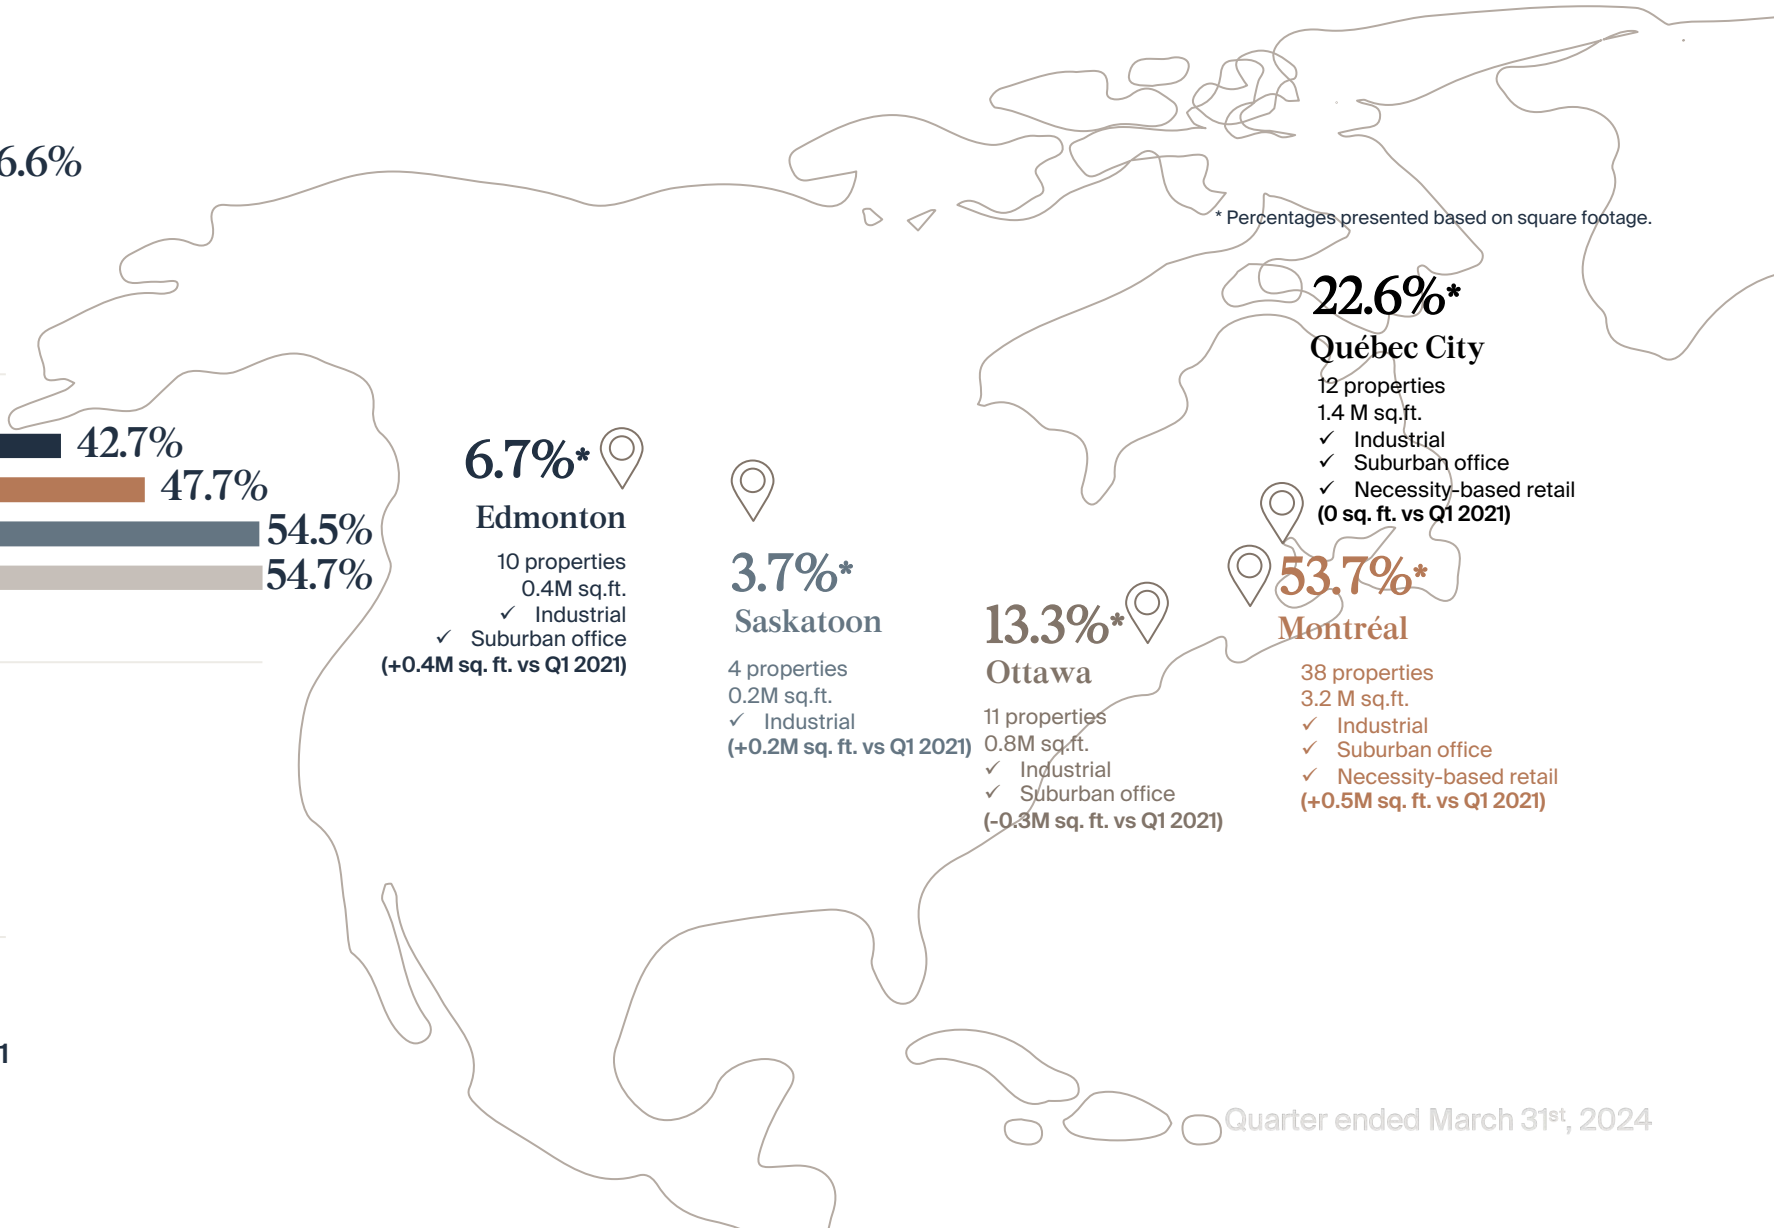 6.6%
* Percentages presented based on square footage.
22.6%*
Québec City
12 properties
1.4 M sq.ft.
✓ Industrial
✓ Suburban office
✓ Necessity-based retail
(0 sq. ft. vs Q1 2021)
42.7%
47.7%
54.5%
54.7%
6.7%*
Edmonton
10 properties
0.4M sq.ft.
✓ Industrial
✓ Suburban office
(+0.4M sq. ft. vs Q1 2021)
3.7%*
Saskatoon
4 properties
0.2M sq.ft.
✓ Industrial
(+0.2M sq. ft. vs Q1 2021)
13.3%*
Ottawa
11 properties
0.8M sq.ft.
✓ Industrial
✓ Suburban office
(-0.3M sq. ft. vs Q1 2021)
53.7%*
Montréal
38 properties
3.2 M sq.ft.
✓ Industrial
✓ Suburban office
✓ Necessity-based retail
(+0.5M sq. ft. vs Q1 2021)
1
Quarter ended March 31st, 2024